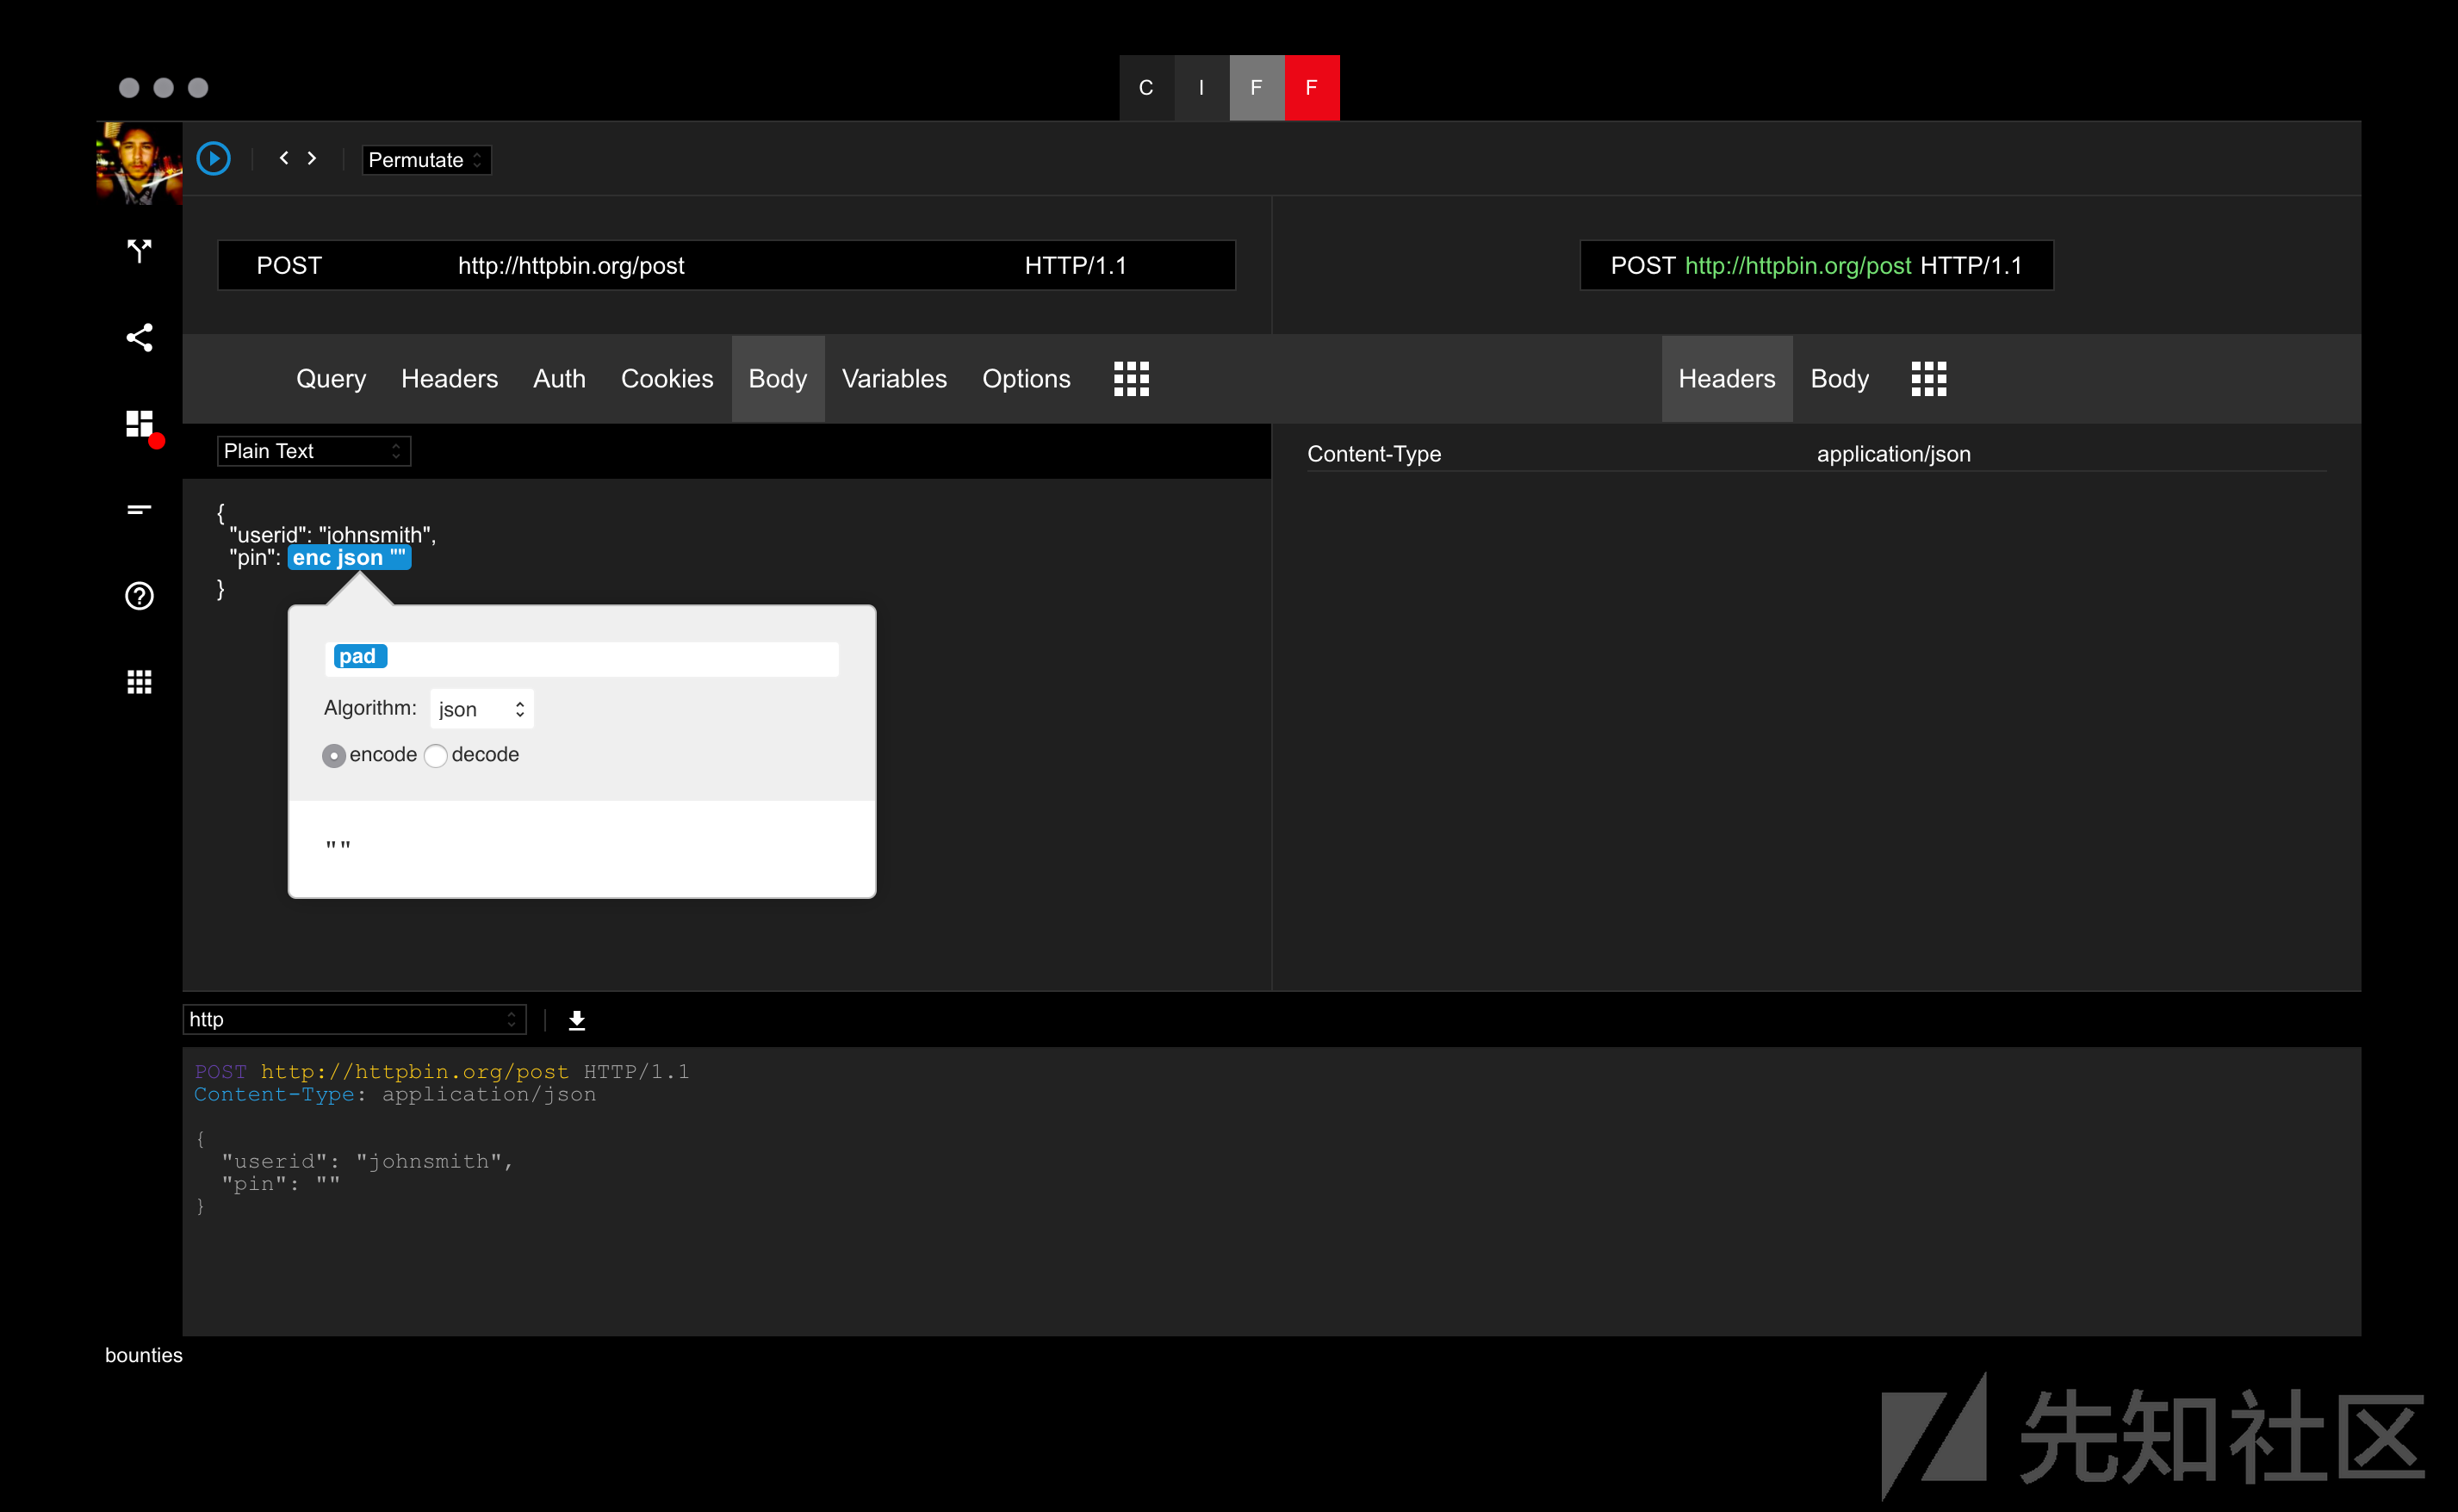 C I F F
Permutate
POST http://httpbin.org/post HTTP/1.1
POST http://httpbin.org/post HTTP/1.1
Query Headers Auth Cookies Body Variables Options
Headers Body
Plain Text
Content-Type application/json
{
"userid": "johnsmith",
"pin": enc json ""
}
pad
Algorithm: json
encode decode
""
http
POST http://httpbin.org/post HTTP/1.1
Content-Type: application/json
{
"userid": "johnsmith",
"pin": ""
}
bounties
先知社区